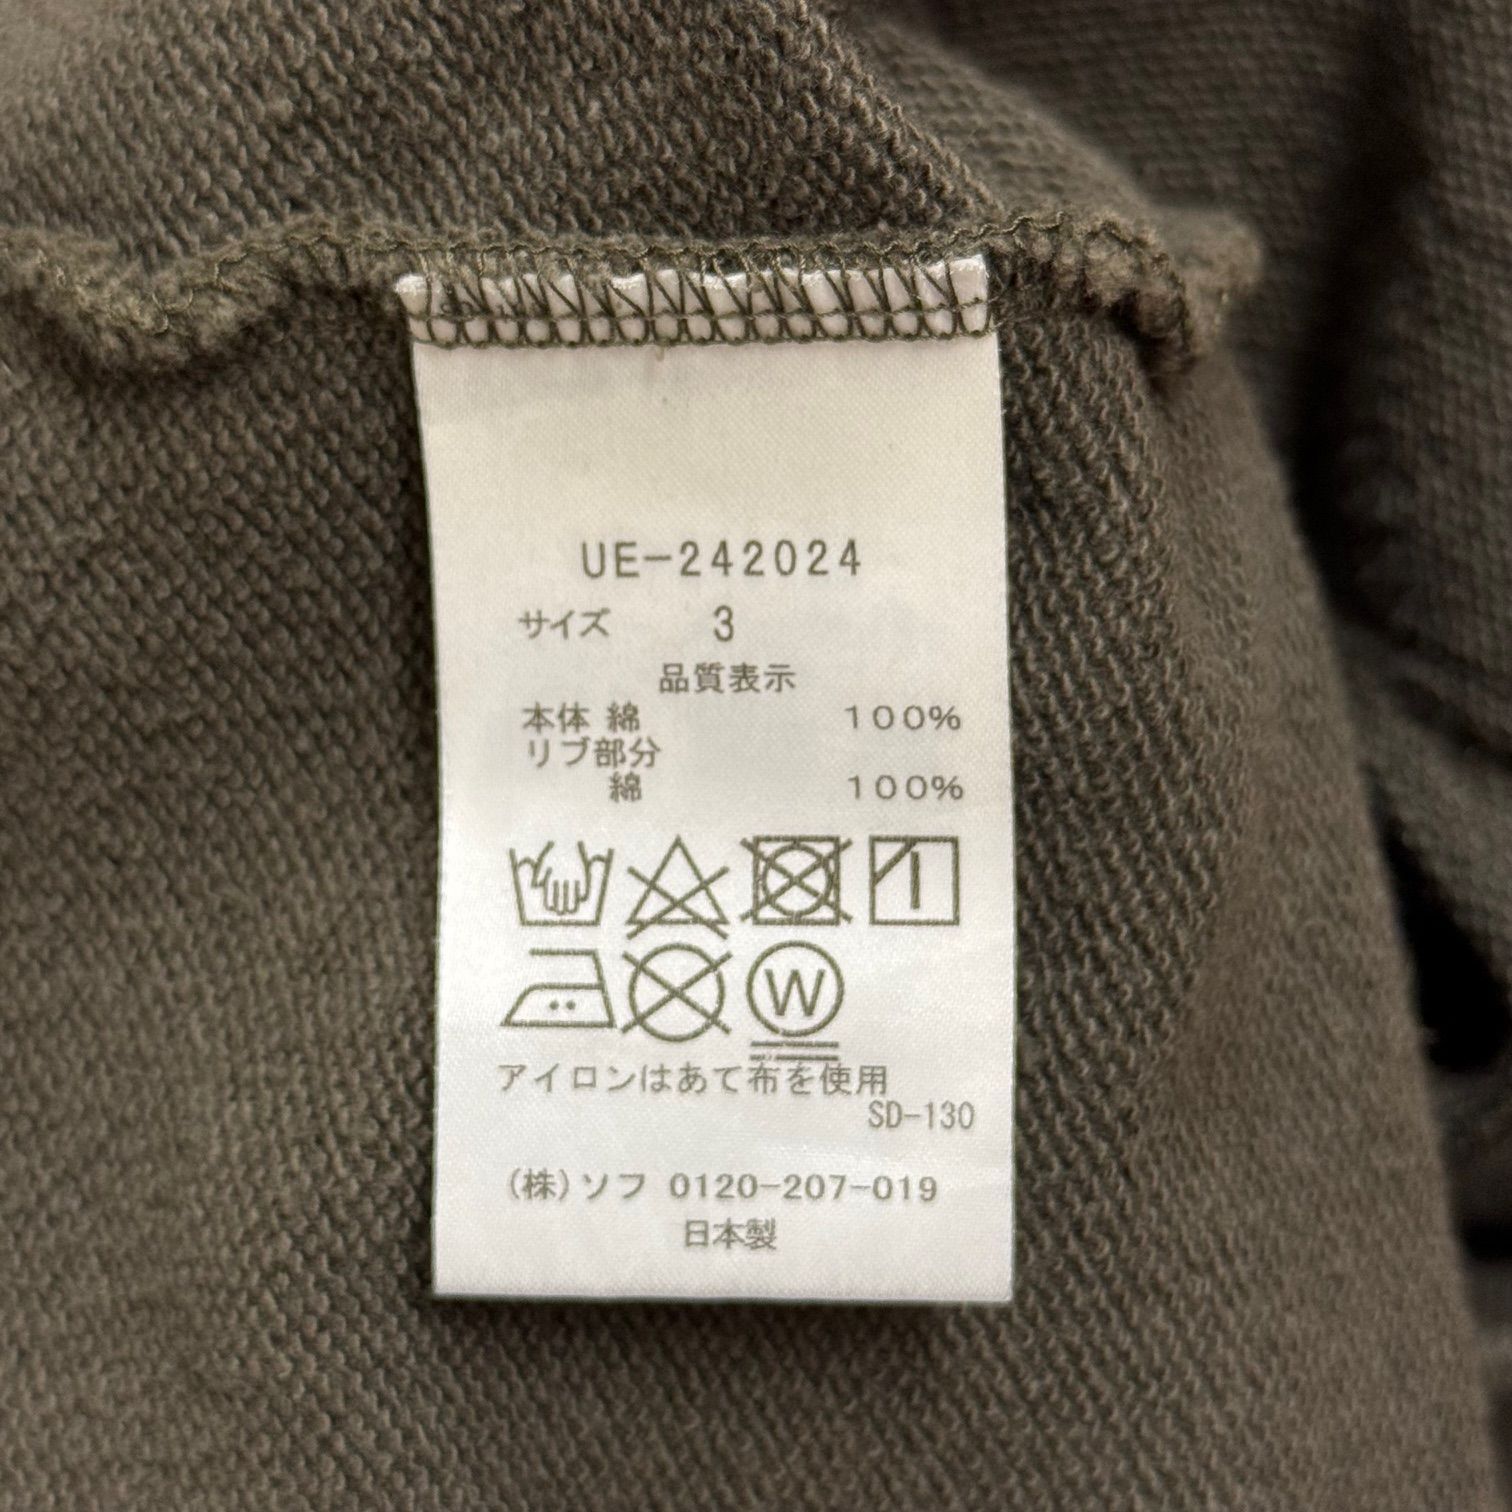 UE-242024
サイズ 3
品質表示
本体 綿 100%
リブ部分
綿 100%
W
アイロンはあて布を使用
SD-130
(株)ソフ 0120-207-019
日本製